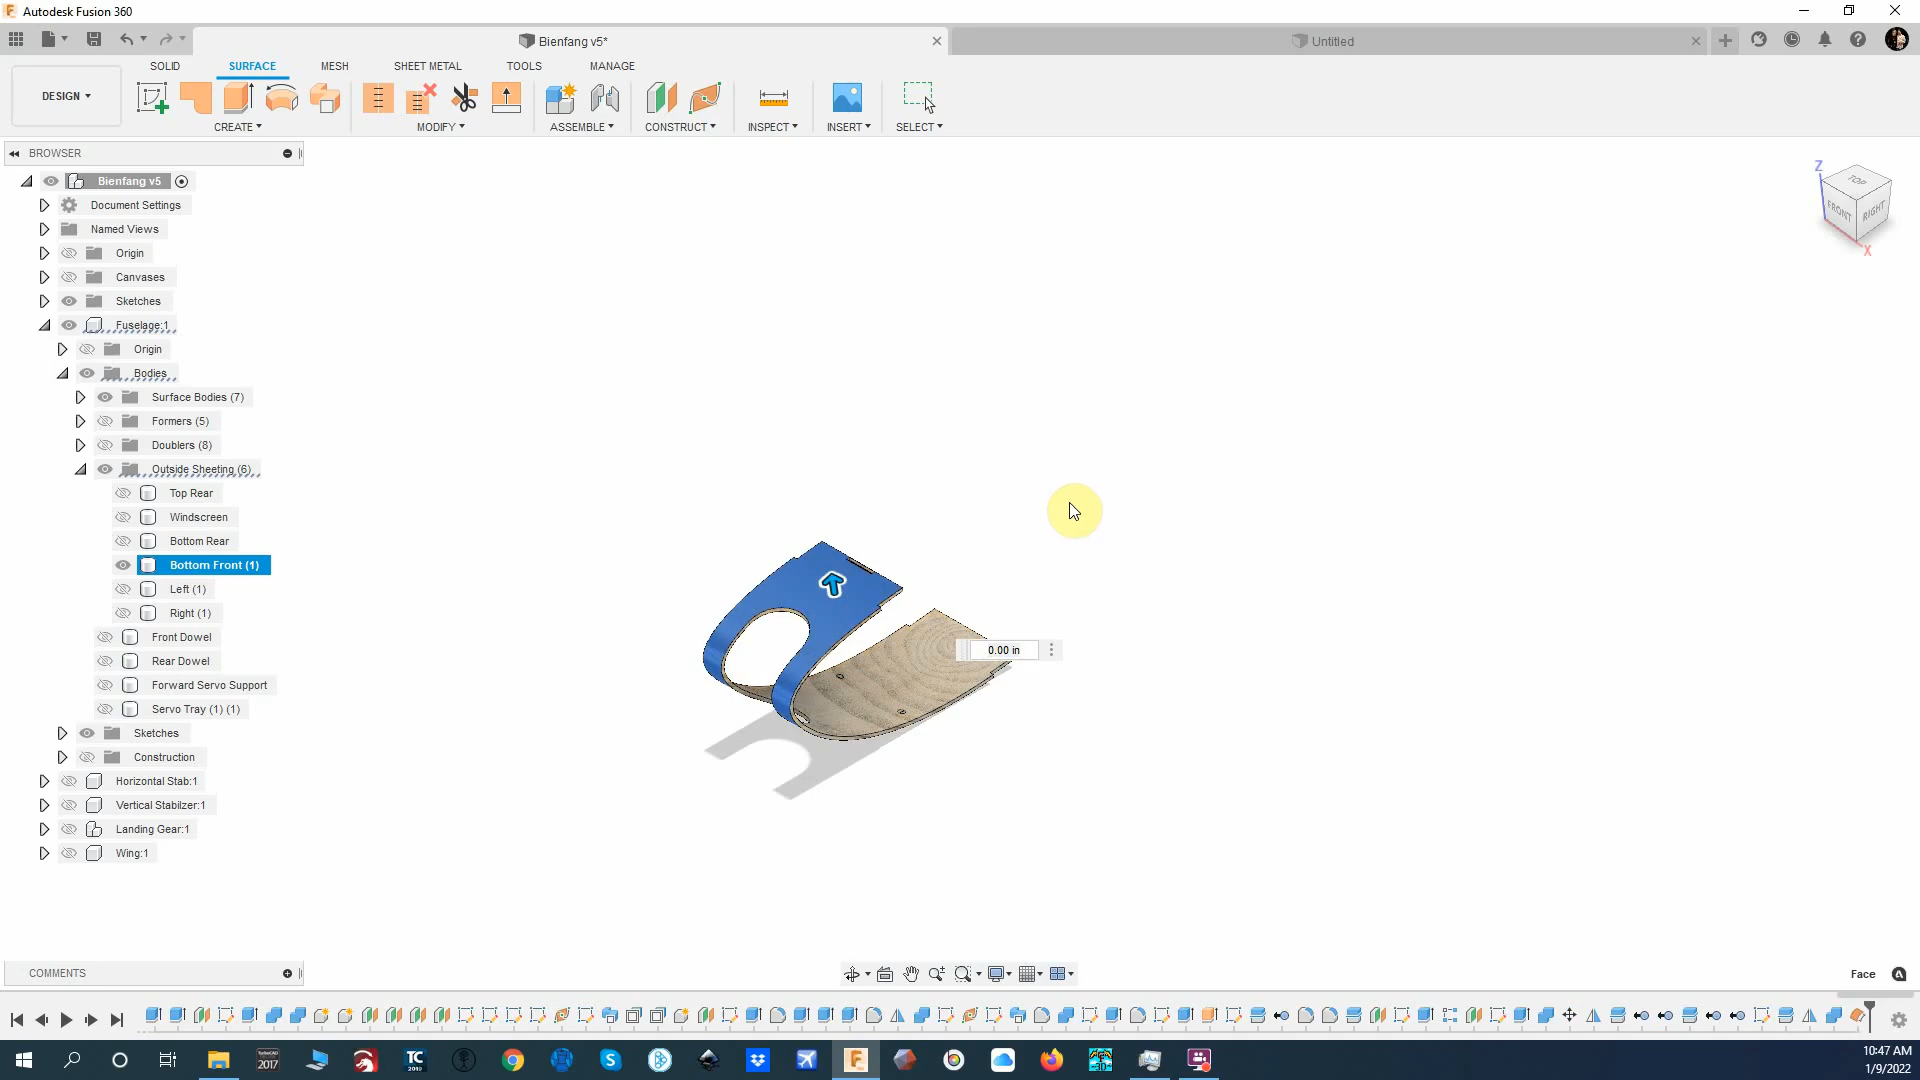 Autodesk Fusion 360
Bienfang v5*
Untitled
SOLID
SURFACE
MESH
SHEET METAL
TOOLS
MANAGE
DESIGN
CREATE
MODIFY
ASSEMBLE
CONSTRUCT
INSPECT
INSERT
SELECT
BROWSER
Bienfang v5
Document Settings
Named Views
Origin
Canvases
Sketches
Fuselage:1
Origin
Bodies
Surface Bodies (7)
Formers (5)
Doublers (8)
Outside Sheeting (6)
Top Rear
Windscreen
Bottom Rear
Bottom Front (1)
Left (1)
Right (1)
Front Dowel
Rear Dowel
Forward Servo Support
Servo Tray (1) (1)
Sketches
Construction
Horizontal Stab:1
Vertical Stabilzer:1
Landing Gear:1
Wing:1
Z
TOP
FRONT
RIGHT
X
0.00 in
COMMENTS
Face
10:47 AM
1/9/2022